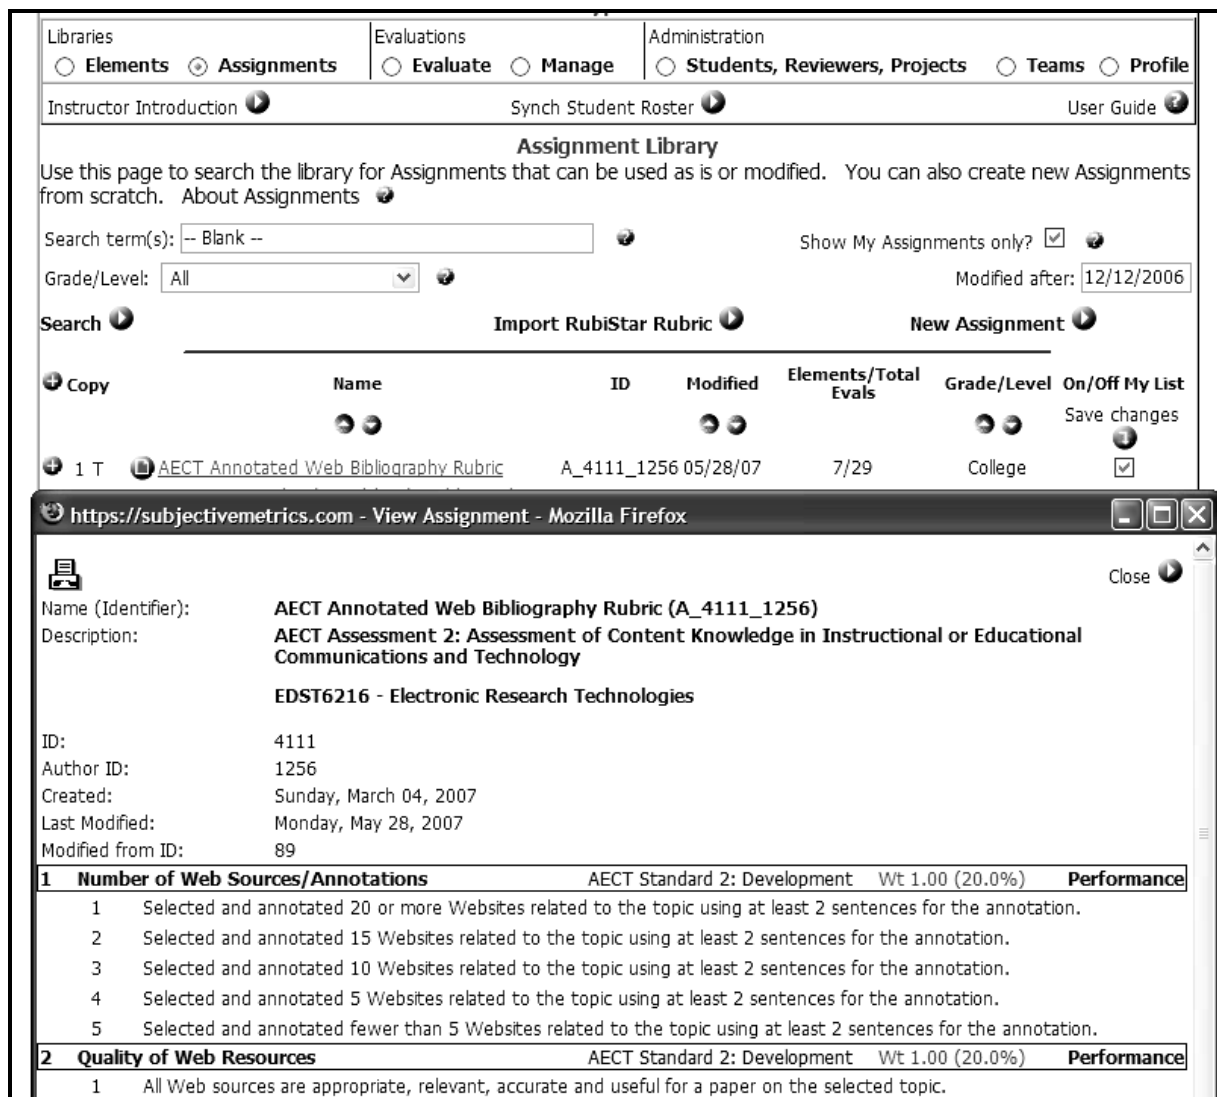 Libraries Evaluations Administration
Elements Assignments Evaluate Manage Students, Reviewers, Projects Teams Profile
Instructor Introduction Synch Student Roster User Guide
Assignment Library
Use this page to search the library for Assignments that can be used as is or modified. You can also create new Assignments
from scratch. About Assignments
Search term(s): -- Blank -- Show My Assignments only?
Grade/Level: All Modified after: 12/12/2006
Search Import RubiStar Rubric New Assignment
Copy Name ID Modified Elements/Total Evals Grade/Level On/Off My List
Save changes
1 T AECT Annotated Web Bibliography Rubric A_4111_1256 05/28/07 7/29 College
https://subjectivemetrics.com - View Assignment - Mozilla Firefox
Close
Name (Identifier): AECT Annotated Web Bibliography Rubric (A_4111_1256)
Description: AECT Assessment 2: Assessment of Content Knowledge in Instructional or Educational
Communications and Technology
EDST6216 - Electronic Research Technologies
ID: 4111
Author ID: 1256
Created: Sunday, March 04, 2007
Last Modified: Monday, May 28, 2007
Modified from ID: 89
1 Number of Web Sources/Annotations AECT Standard 2: Development Wt 1.00 (20.0%) Performance
1 Selected and annotated 20 or more Websites related to the topic using at least 2 sentences for the annotation.
2 Selected and annotated 15 Websites related to the topic using at least 2 sentences for the annotation.
3 Selected and annotated 10 Websites related to the topic using at least 2 sentences for the annotation.
4 Selected and annotated 5 Websites related to the topic using at least 2 sentences for the annotation.
5 Selected and annotated fewer than 5 Websites related to the topic using at least 2 sentences for the annotation.
2 Quality of Web Resources AECT Standard 2: Development Wt 1.00 (20.0%) Performance
1 All Web sources are appropriate, relevant, accurate and useful for a paper on the selected topic.